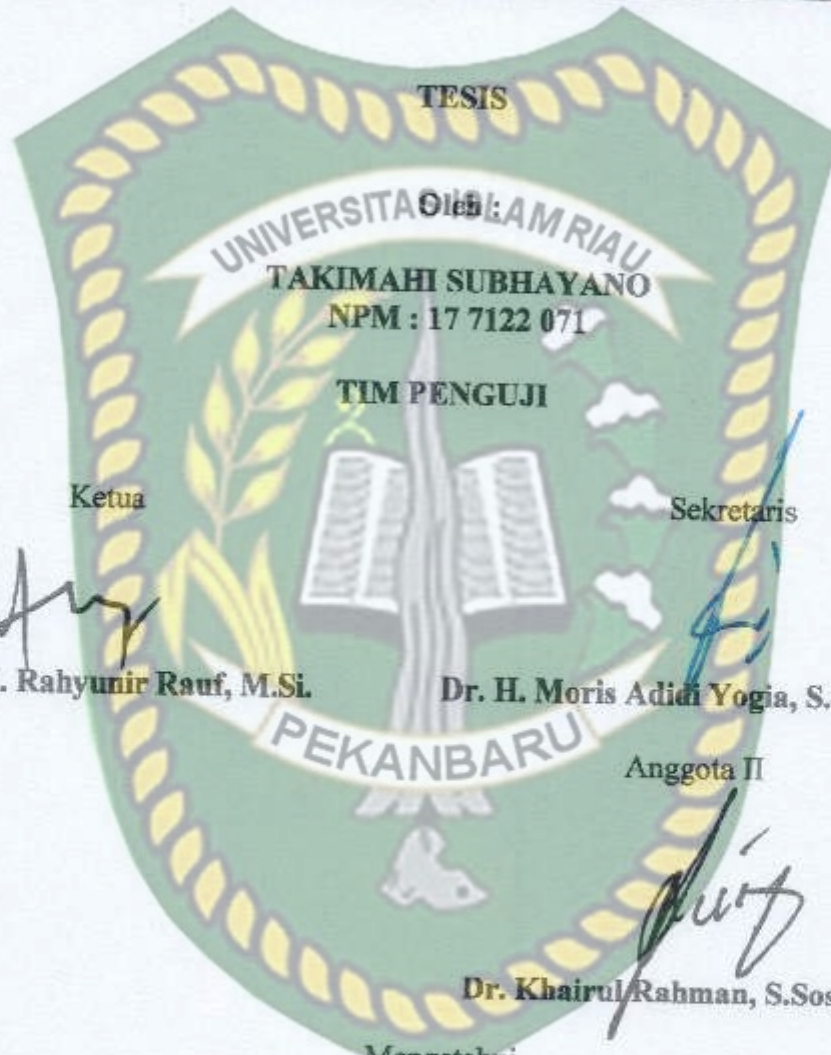 TESIS
UNIVERSITAS ISLAM RIAU
Oleh :
TAKIMAHI SUBHAYANO
NPM : 17 7122 071
TIM PENGUJI
Ketua
Sekretaris
. Rahyunir Rauf, M.Si.
Dr. H. Moris Adidi Yogia, S.
PEKANBARU
Anggota II
Dr. Khairul Rahman, S.Sos